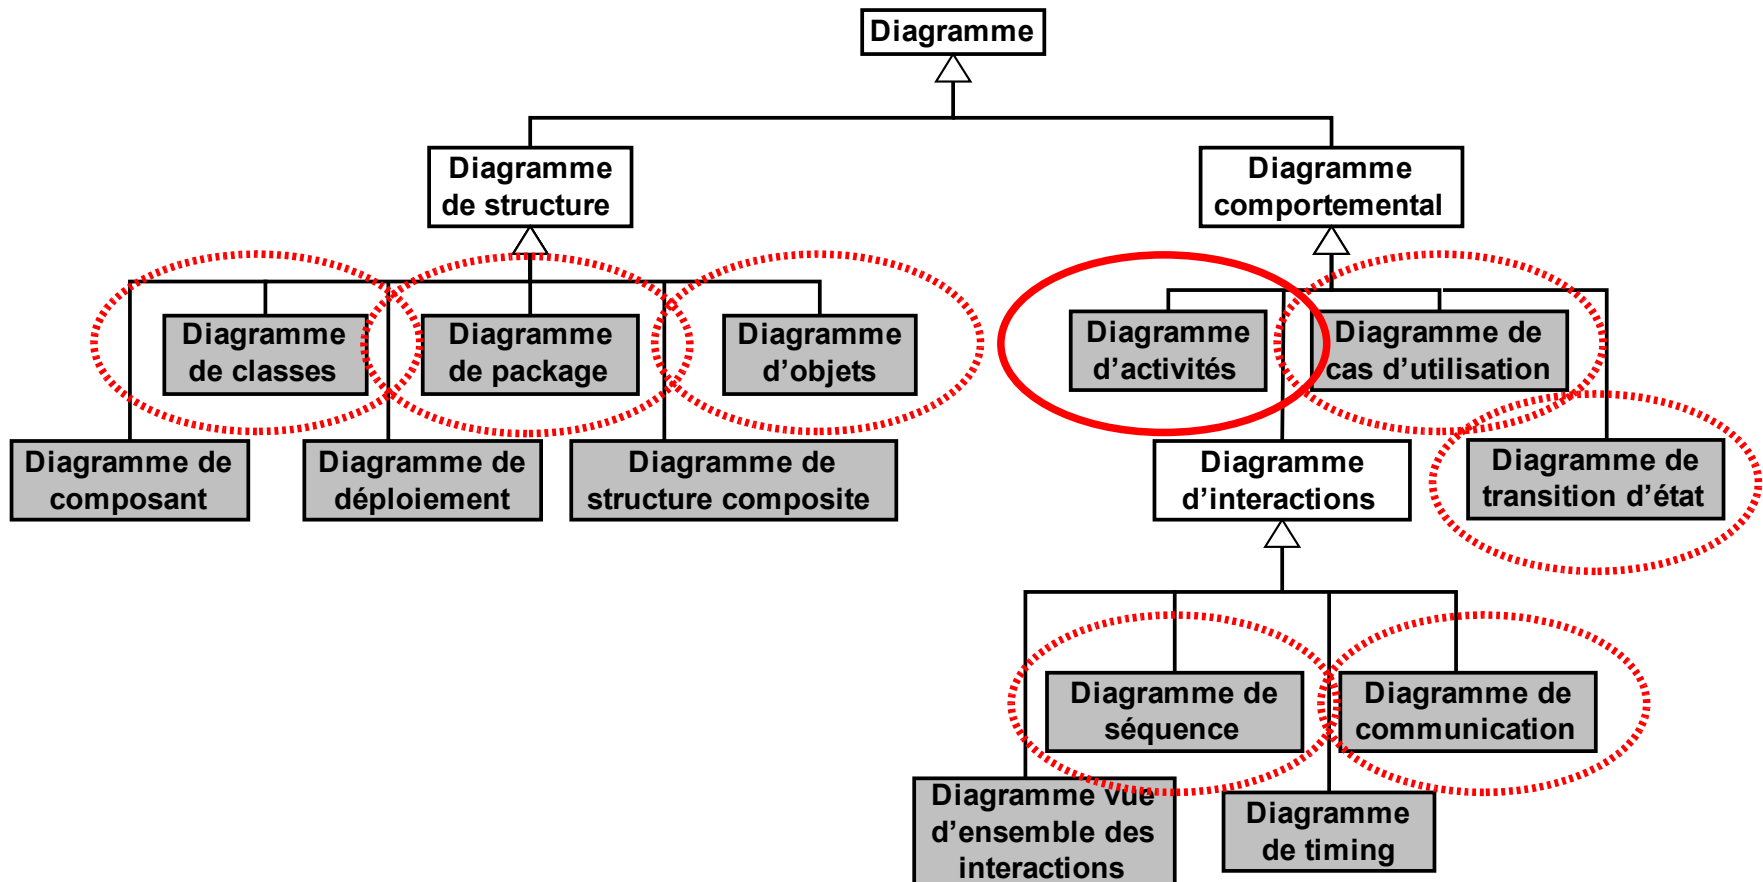 Diagramme
Diagramme
de structure
Diagramme
comportemental
Diagramme
de classes
Diagramme
de package
Diagramme
d’objets
Diagramme
d’activités
Diagramme de
cas d’utilisation
Diagramme de
composant
Diagramme de
déploiement
Diagramme de
structure composite
Diagramme
d’interactions
Diagramme de
transition d’état
Diagramme de
séquence
Diagramme de
communication
Diagramme vue
d'ensemble des
interactions
Diagramme
de timing